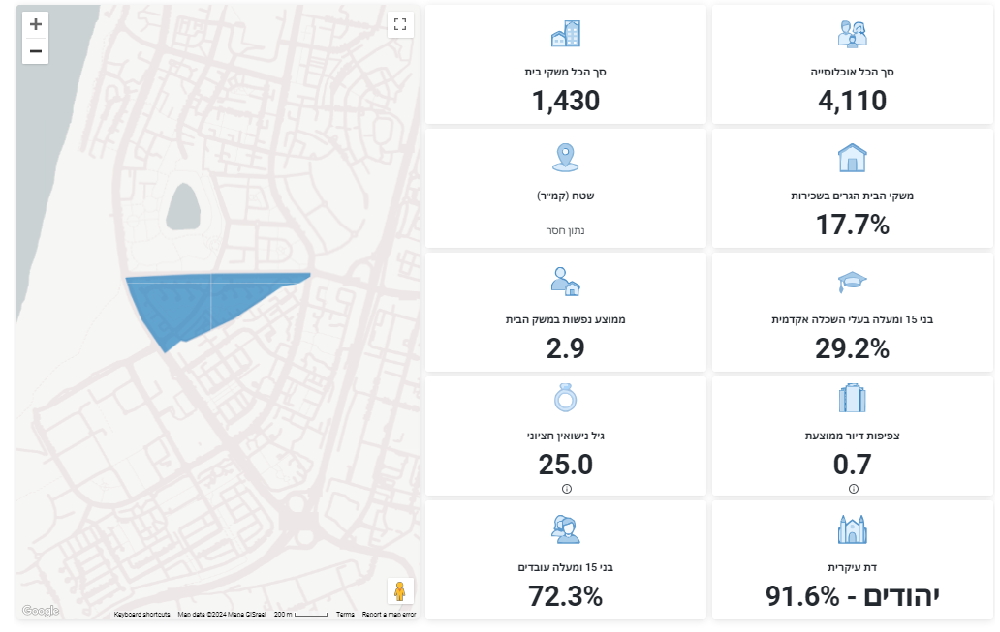 סך הכל אוכלוסייה
4,110
סך הכל משקי בית
1,430
משקי הבית הגרים בשכירות
17.7%
שטח (קמ״ר)
נתון חסר
בני 15 ומעלה בעלי השכלה אקדמית
29.2%
ממוצע נפשות במשק הבית
2.9
צפיפות דיור ממוצעת
0.7
גיל נישואין חציוני
25.0
דת עיקרית
יהודים - 91.6%
בני 15 ומעלה עובדים
72.3%
Google
Keyboard shortcuts Map data ©2024 Mapa GISrael 200 m Terms Report a map error